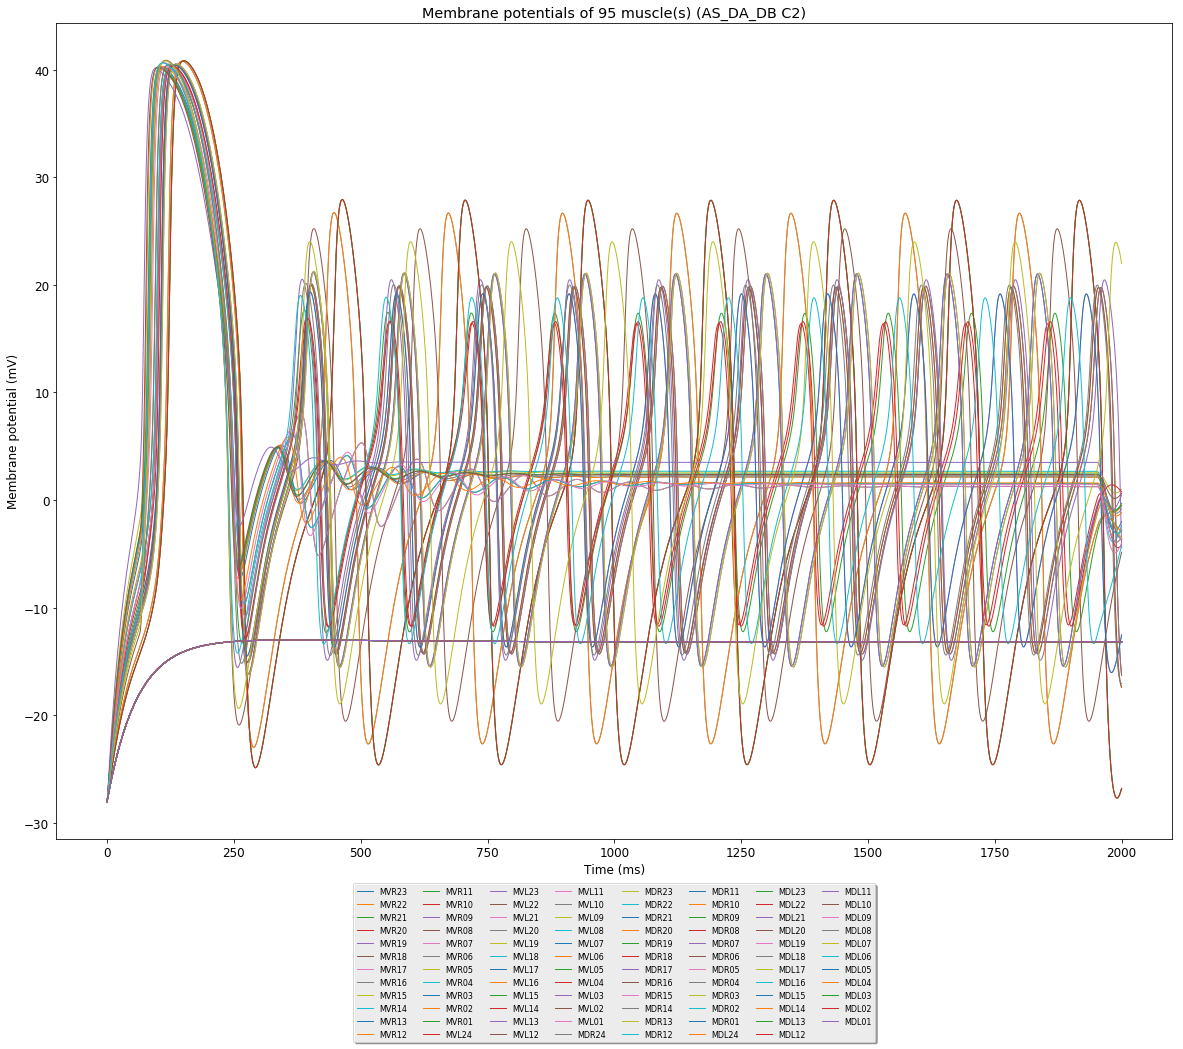 Membrane potentials of 95 muscle(s) (AS_DA_DB C2)
Membrane potential (mV)
40
30
20
10
0
−10
−20
−30
0 250 500 750 1000 1250 1500 1750 2000
Time (ms)
MVR23 MVR11 MVL23 MVL11 MDR23 MDR11 MDL23 MDL11
MVR22 MVR10 MVL22 MVL10 MDR22 MDR10 MDL22 MDL10
MVR21 MVR09 MVL21 MVL09 MDR21 MDR09 MDL21 MDL09
MVR20 MVR08 MVL20 MVL08 MDR20 MDR08 MDL20 MDL08
MVR19 MVR07 MVL19 MVL07 MDR19 MDR07 MDL19 MDL07
MVR18 MVR06 MVL18 MVL06 MDR18 MDR06 MDL18 MDL06
MVR17 MVR05 MVL17 MVL05 MDR17 MDR05 MDL17 MDL05
MVR16 MVR04 MVL16 MVL04 MDR16 MDR04 MDL16 MDL04
MVR15 MVR03 MVL15 MVL03 MDR15 MDR03 MDL15 MDL03
MVR14 MVR02 MVL14 MVL02 MDR14 MDR02 MDL14 MDL02
MVR13 MVR01 MVL13 MVL01 MDR13 MDR01 MDL13 MDL01
MVR12 MVL24 MVL12 MDR24 MDR12 MDL24 MDL12